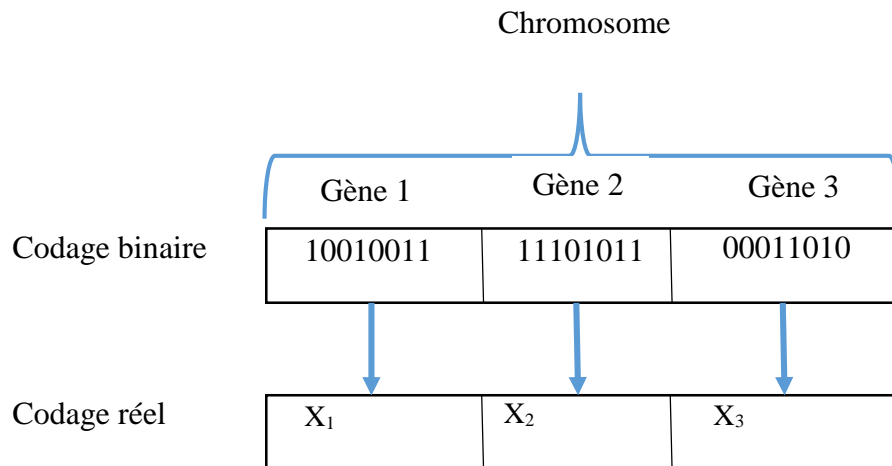 Chromosome
Gène 1 Gène 2 Gène 3
Codage binaire 10010011 11101011 00011010
Codage réel X₁ X₂ X₃